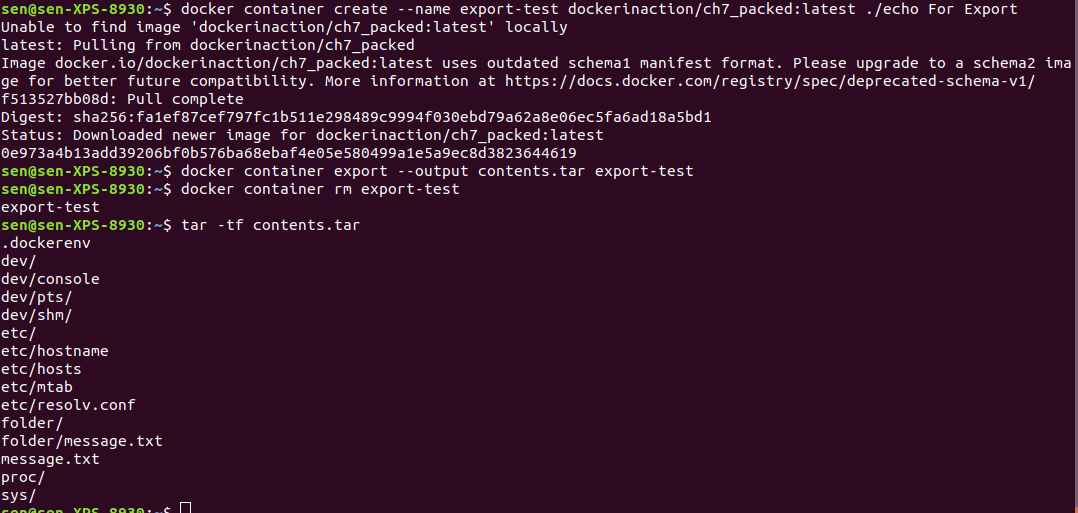 sen@sen-XPS-8930:~$ docker container create --name export-test dockerinaction/ch7_packed:latest ./echo For Export
Unable to find image 'dockerinaction/ch7_packed:latest' locally
latest: Pulling from dockerinaction/ch7_packed
Image docker.io/dockerinaction/ch7_packed:latest uses outdated schema1 manifest format. Please upgrade to a schema2 ima
ge for better future compatibility. More information at https://docs.docker.com/registry/spec/deprecated-schema-v1/
f513527bb08d: Pull complete
Digest: sha256:fa1ef87cef797fc1b511e298489c9994f030ebd79a62a8e06ec5fa6ad18a5bd1
Status: Downloaded newer image for dockerinaction/ch7_packed:latest
0e973a4b13add39206bf0b576ba68ebaf4e05e580499a1e5a9ec8d3823644619
sen@sen-XPS-8930:~$ docker container export --output contents.tar export-test
sen@sen-XPS-8930:~$ docker container rm export-test
export-test
sen@sen-XPS-8930:~$ tar -tf contents.tar
.dockerenv
dev/
dev/console
dev/pts/
dev/shm/
etc/
etc/hostname
etc/hosts
etc/mtab
etc/resolv.conf
folder/
folder/message.txt
message.txt
proc/
sys/
sen@sen-XPS-8930:~$